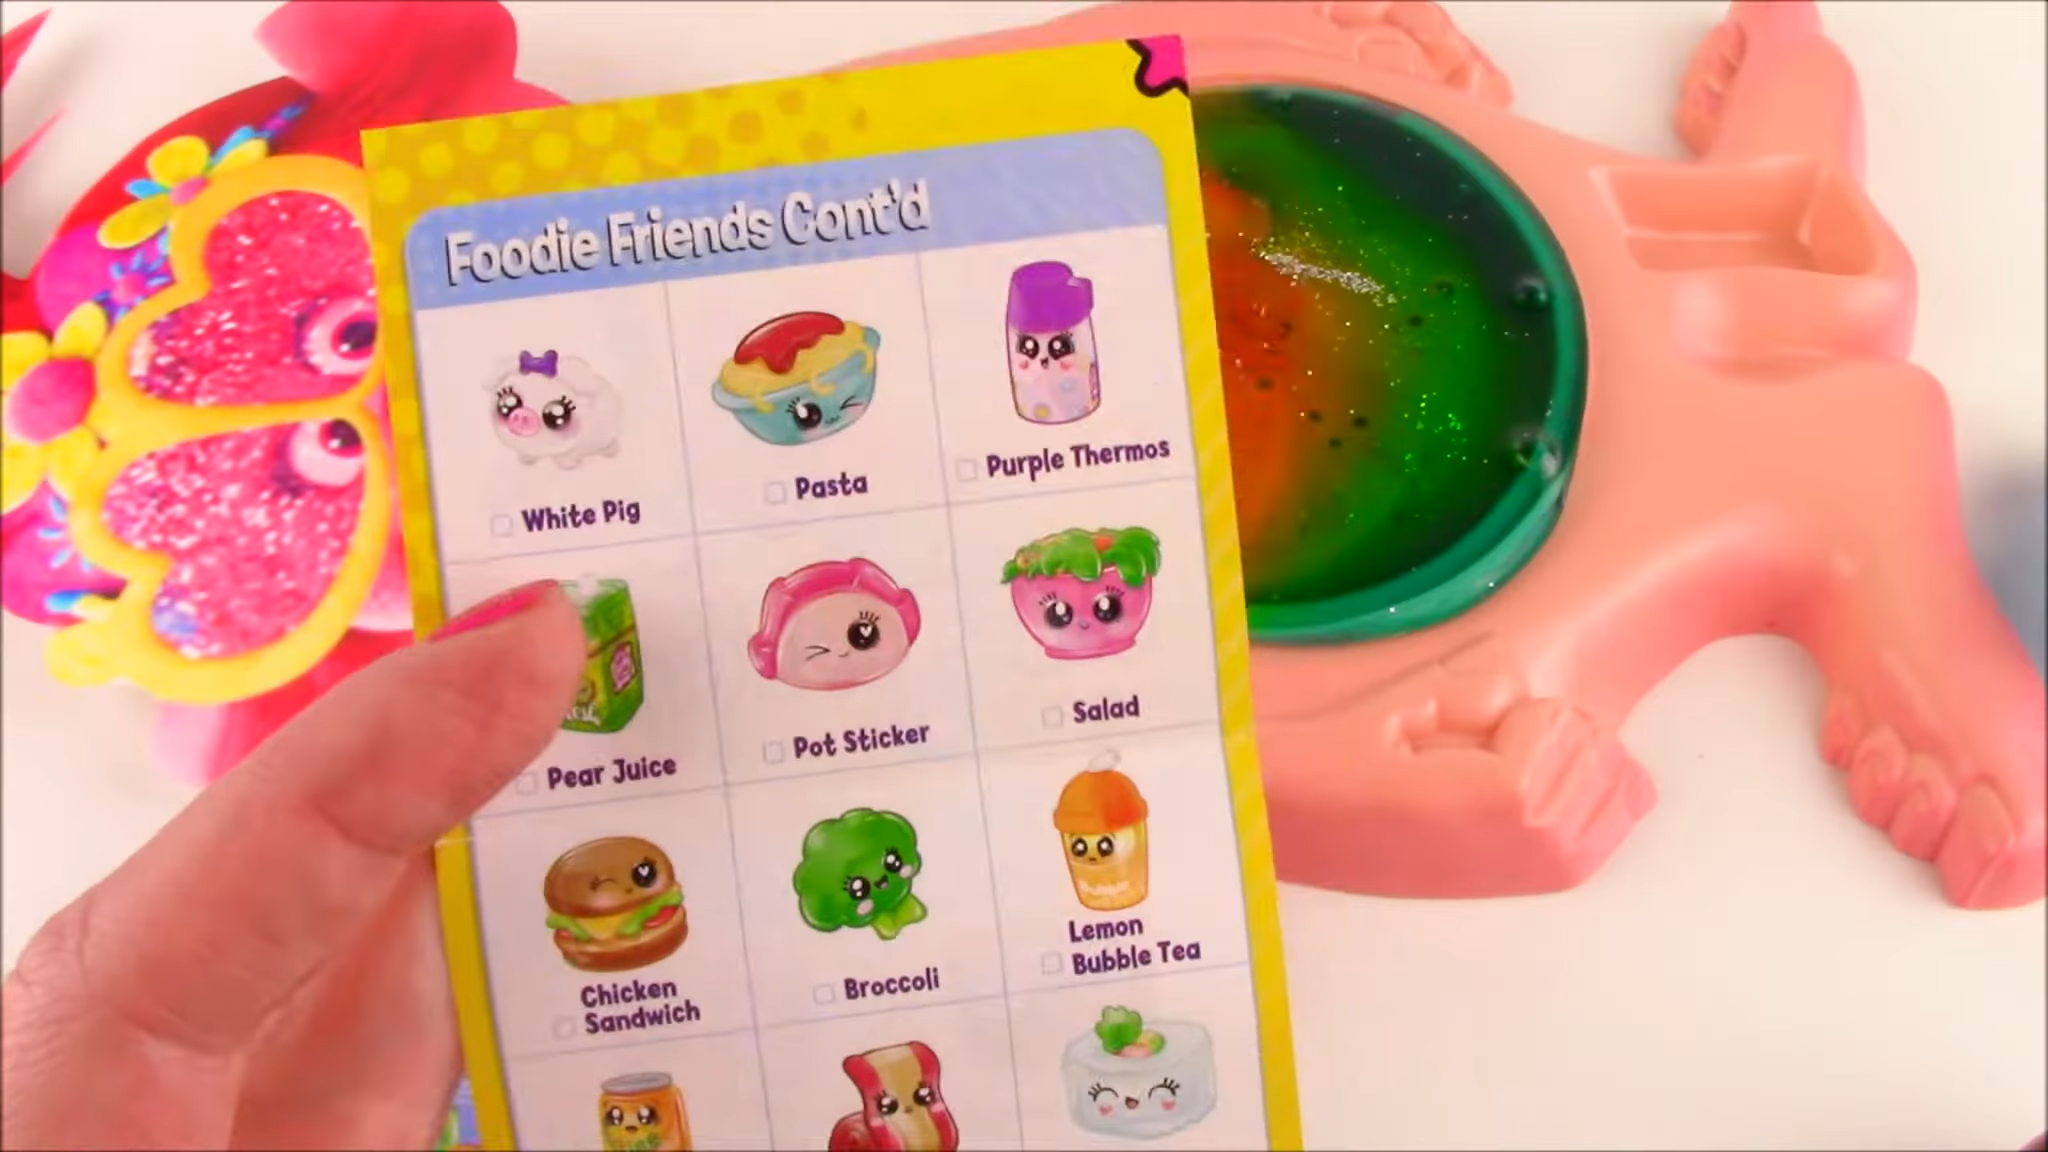 Foodie Friends Cont'd
White Pig
Pasta
Purple Thermos
Pear Juice
Pot Sticker
Salad
Chicken
Sandwich
Broccoli
Lemon
Bubble Tea